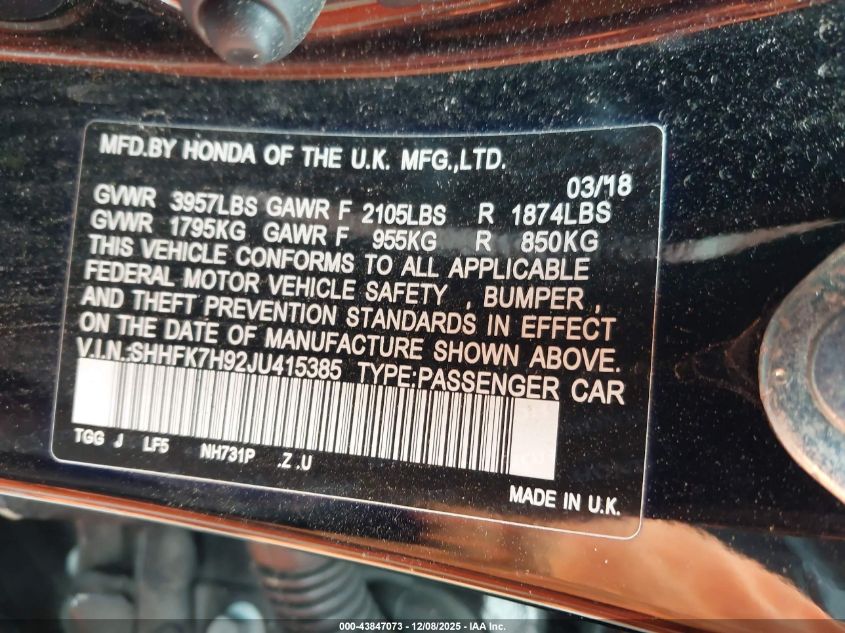 MFD.BY HONDA OF THE U.K. MFG.,LTD.
03/18
GVWR 3957LBS GAWR F 2105LBS R 1874LBS
GVWR 1795KG GAWR F 955KG R 850KG
THIS VEHICLE CONFORMS TO ALL APPLICABLE
FEDERAL MOTOR VEHICLE SAFETY , BUMPER ,
AND THEFT PREVENTION STANDARDS IN EFFECT
ON THE DATE OF MANUFACTURE SHOWN ABOVE.
V.I.N.:SHHFK7H92JU415385 TYPE:PASSENGER CAR
TGG J LF5 NH731P .Z .U
MADE IN U.K.
000-43847073 — 12/08/2025 — IAA Inc.